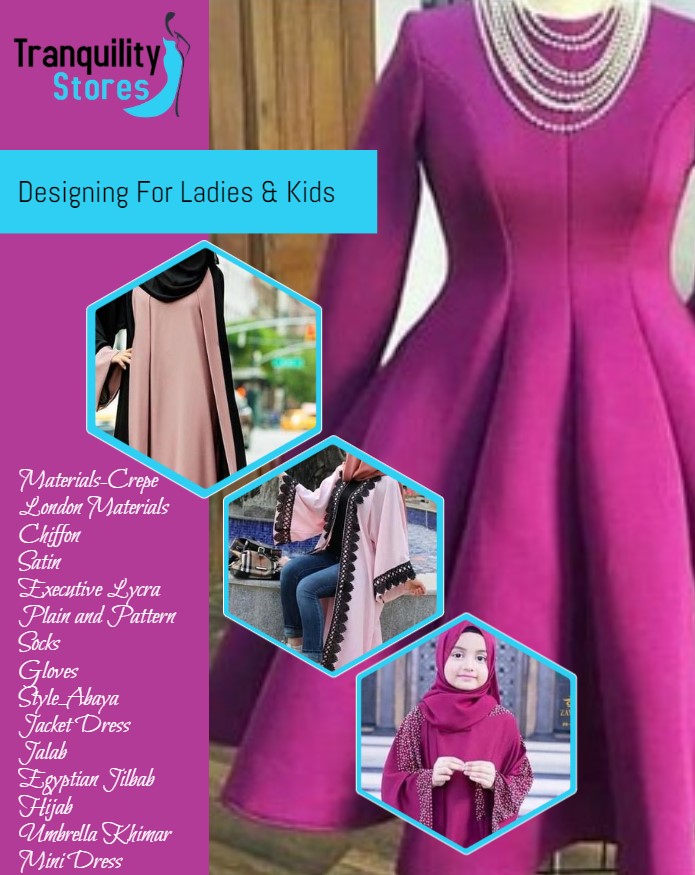 Tranquility
Stores
Designing For Ladies & Kids
Materials-Crepe
London Materials
Chiffon
Satin
Executive Lycra
Plain and Pattern
Socks
Gloves
Style_Abaya
Jacket Dress
Jalab
Egyptian Jilbab
Hijab
Umbrella Khimar
Mini Dress